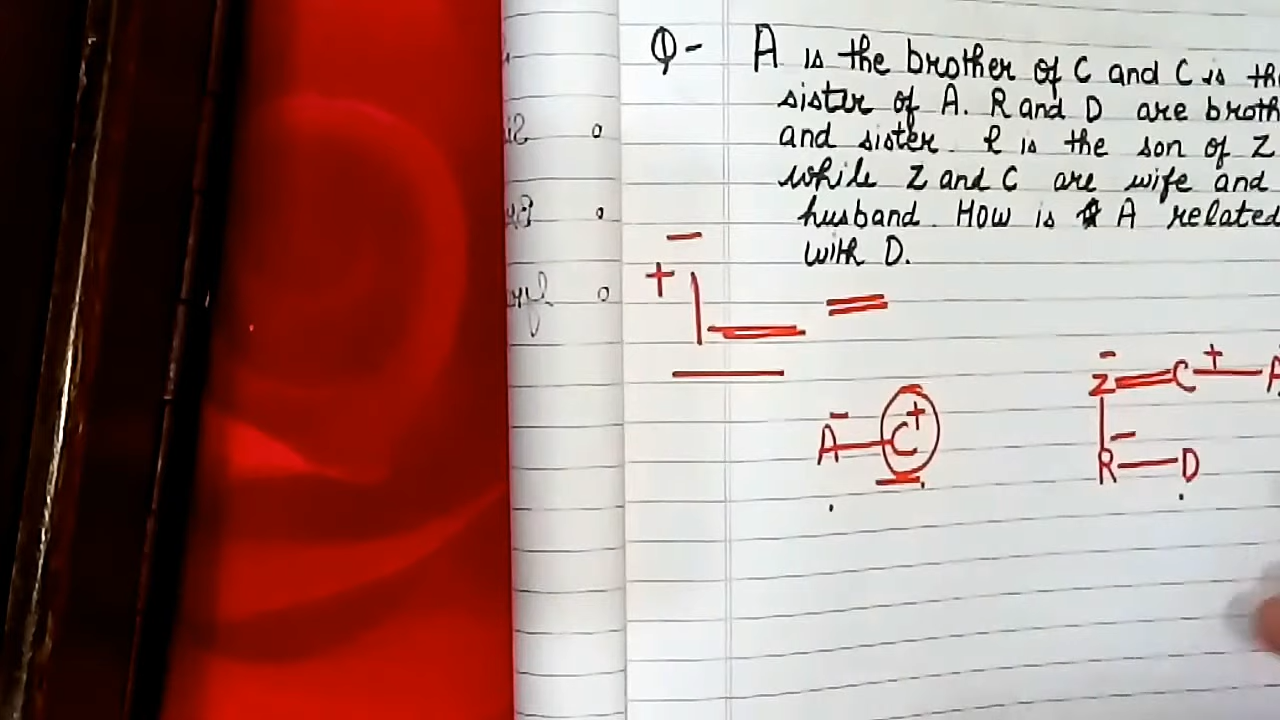 Q- A is the brother of C and C is the
sister of A. R and D are broth
and sister. R is the son of Z
while Z and C are wife and
husband. How is A related
with D.
-
+
=
- +
A C
- +
Z = C A
-
R D